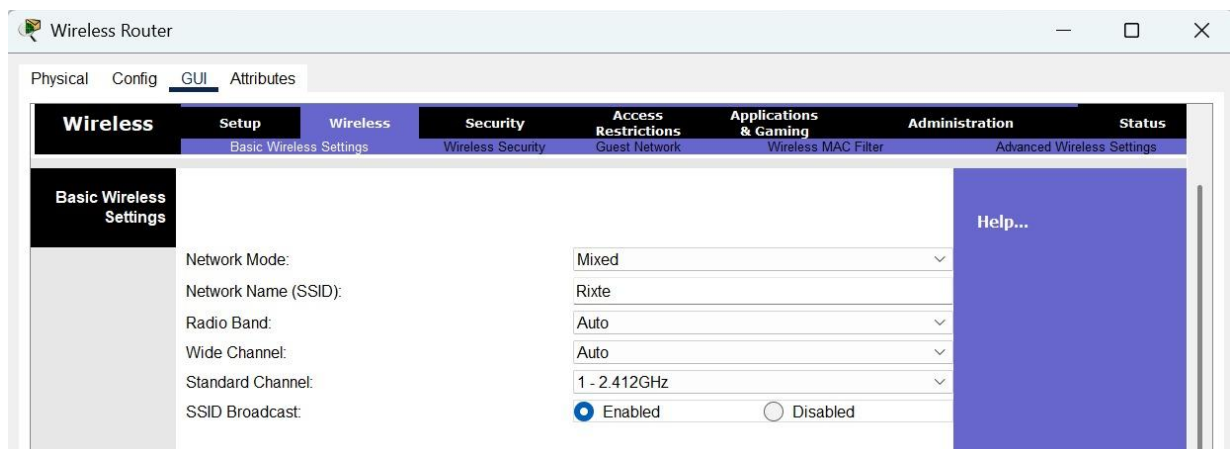 Wireless Router
Physical Config GUI Attributes
Wireless Setup Wireless Security Access Restrictions Applications & Gaming Administration Status
Basic Wireless Settings Wireless Security Guest Network Wireless MAC Filter Advanced Wireless Settings
Basic Wireless
Settings
Help...
Network Mode: Mixed
Network Name (SSID): Rixte
Radio Band: Auto
Wide Channel: Auto
Standard Channel: 1 - 2.412GHz
SSID Broadcast: Enabled Disabled